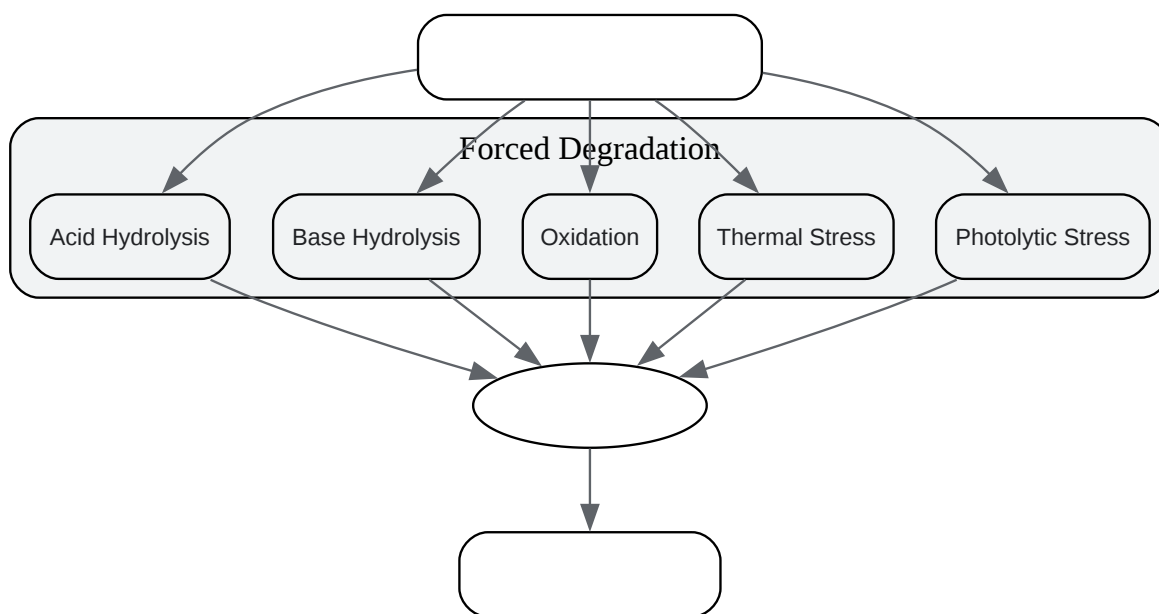 Forced Degradation
Acid Hydrolysis
Base Hydrolysis
Oxidation
Thermal Stress
Photolytic Stress